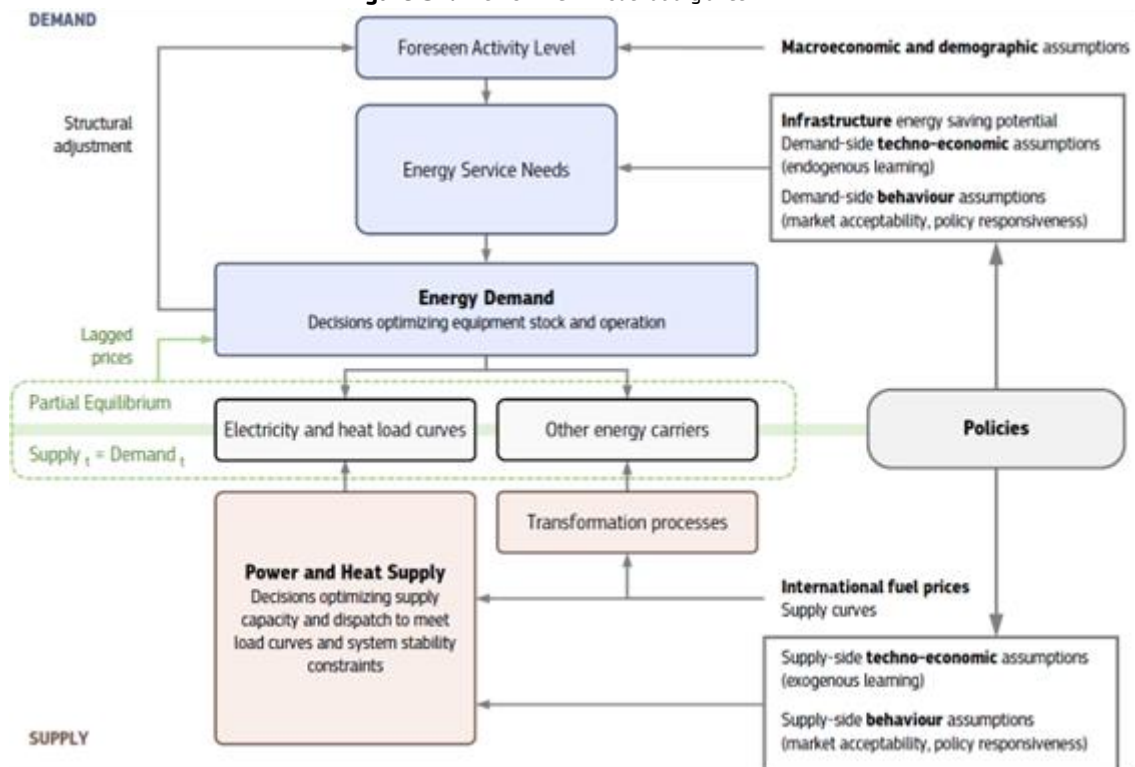 DEMAND
Foreseen Activity Level
Macroeconomic and demographic assumptions
Structural
adjustment
Infrastructure energy saving potential
Demand-side techno-economic assumptions
(endogenous learning)
Demand-side behaviour assumptions
(market acceptability, policy responsiveness)
Energy Service Needs
Energy Demand
Decisions optimizing equipment stock and operation
Lagged
prices
Partial Equilibrium
Electricity and heat load curves
Other energy carriers
Policies
Supply t = Demand t
Transformation processes
Power and Heat Supply
Decisions optimizing supply
capacity and dispatch to meet
load curves and system stability
constraints
International fuel prices
Supply curves
Supply-side techno-economic assumptions
(exogenous learning)
Supply-side behaviour assumptions
(market acceptability, policy responsiveness)
SUPPLY